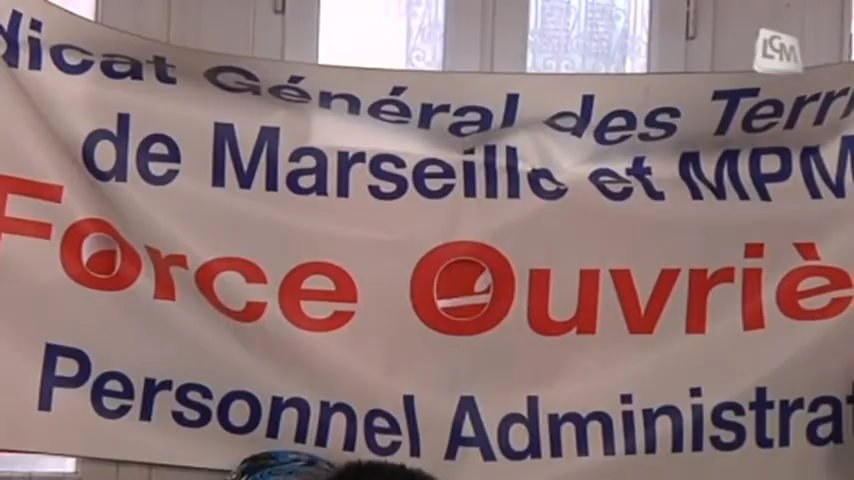 dicat Général des Terri
de Marseille et MPM
Force Ouvriè
Personnel Administrat
LCM